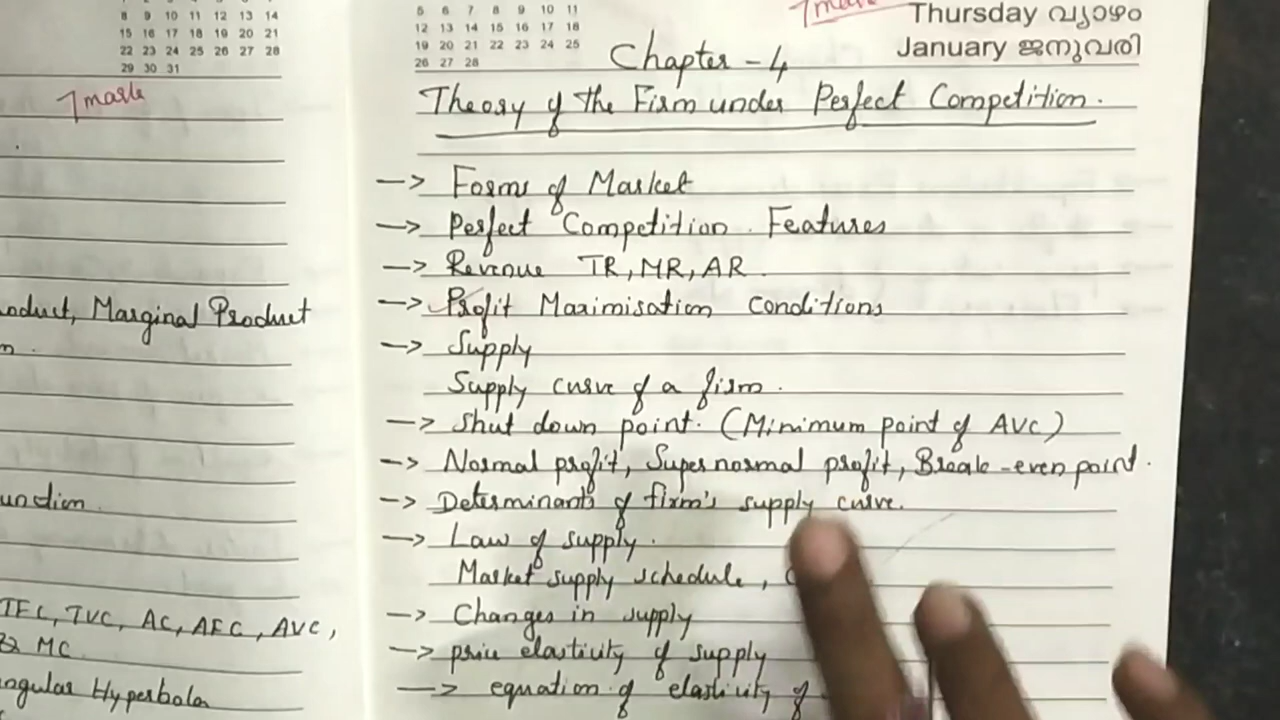 8 9 10 11 12 13 14
15 16 17 18 19 20 21
22 23 24 25 26 27 28
29 30 31
7 mark
oduct, Marginal Product
n.
unction.
TFC, TVC, AC, AFC, AVC,
& MC
ngular Hyperbola
5 6 7 8 9 10 11
12 13 14 15 16 17 18
19 20 21 22 23 24 25
26 27 28
7 mark
Thursday വ്യാഴം
January ജനുവരി
Chapter - 4
Theory of the Firm under Perfect Competition.
-> Forms of Market
-> Perfect Competition Features
-> Revenue TR, MR, AR
-> Profit Maximisation Conditions
-> Supply
Supply curve of a firm.
-> Shut down point. (Minimum point of AVC)
-> Normal profit, Supernormal profit, Break-even point.
-> Determinants of firm's supply curve.
-> Law of supply.
Market supply schedule,
-> Changes in supply
-> price elasticity of supply
-> equation of elasticity of